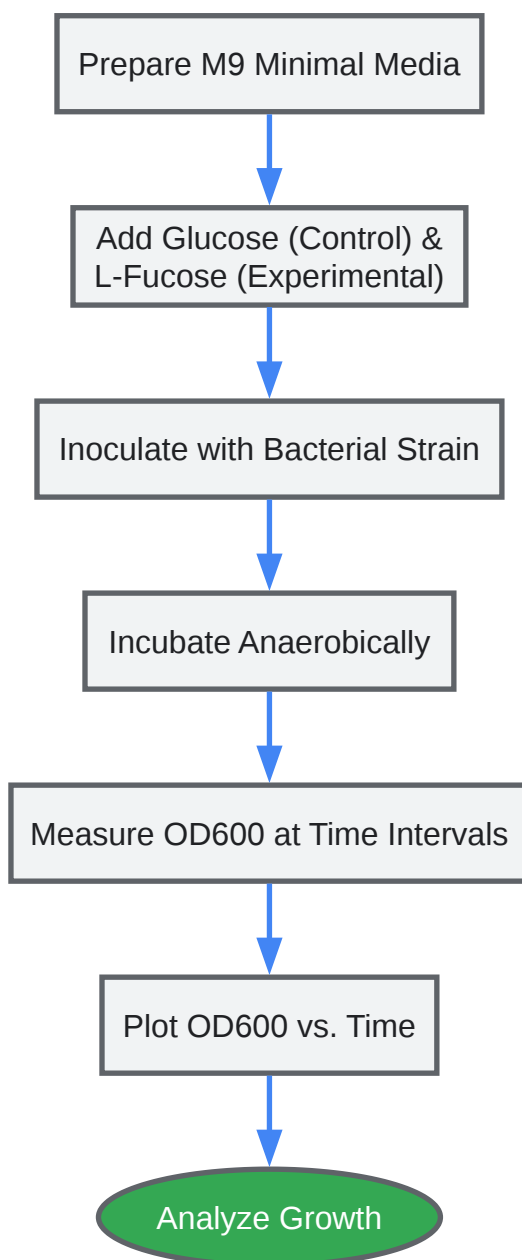 Prepare M9 Minimal Media
Add Glucose (Control) &
L-Fucose (Experimental)
Inoculate with Bacterial Strain
Incubate Anaerobically
Measure OD600 at Time Intervals
Plot OD600 vs. Time
Analyze Growth